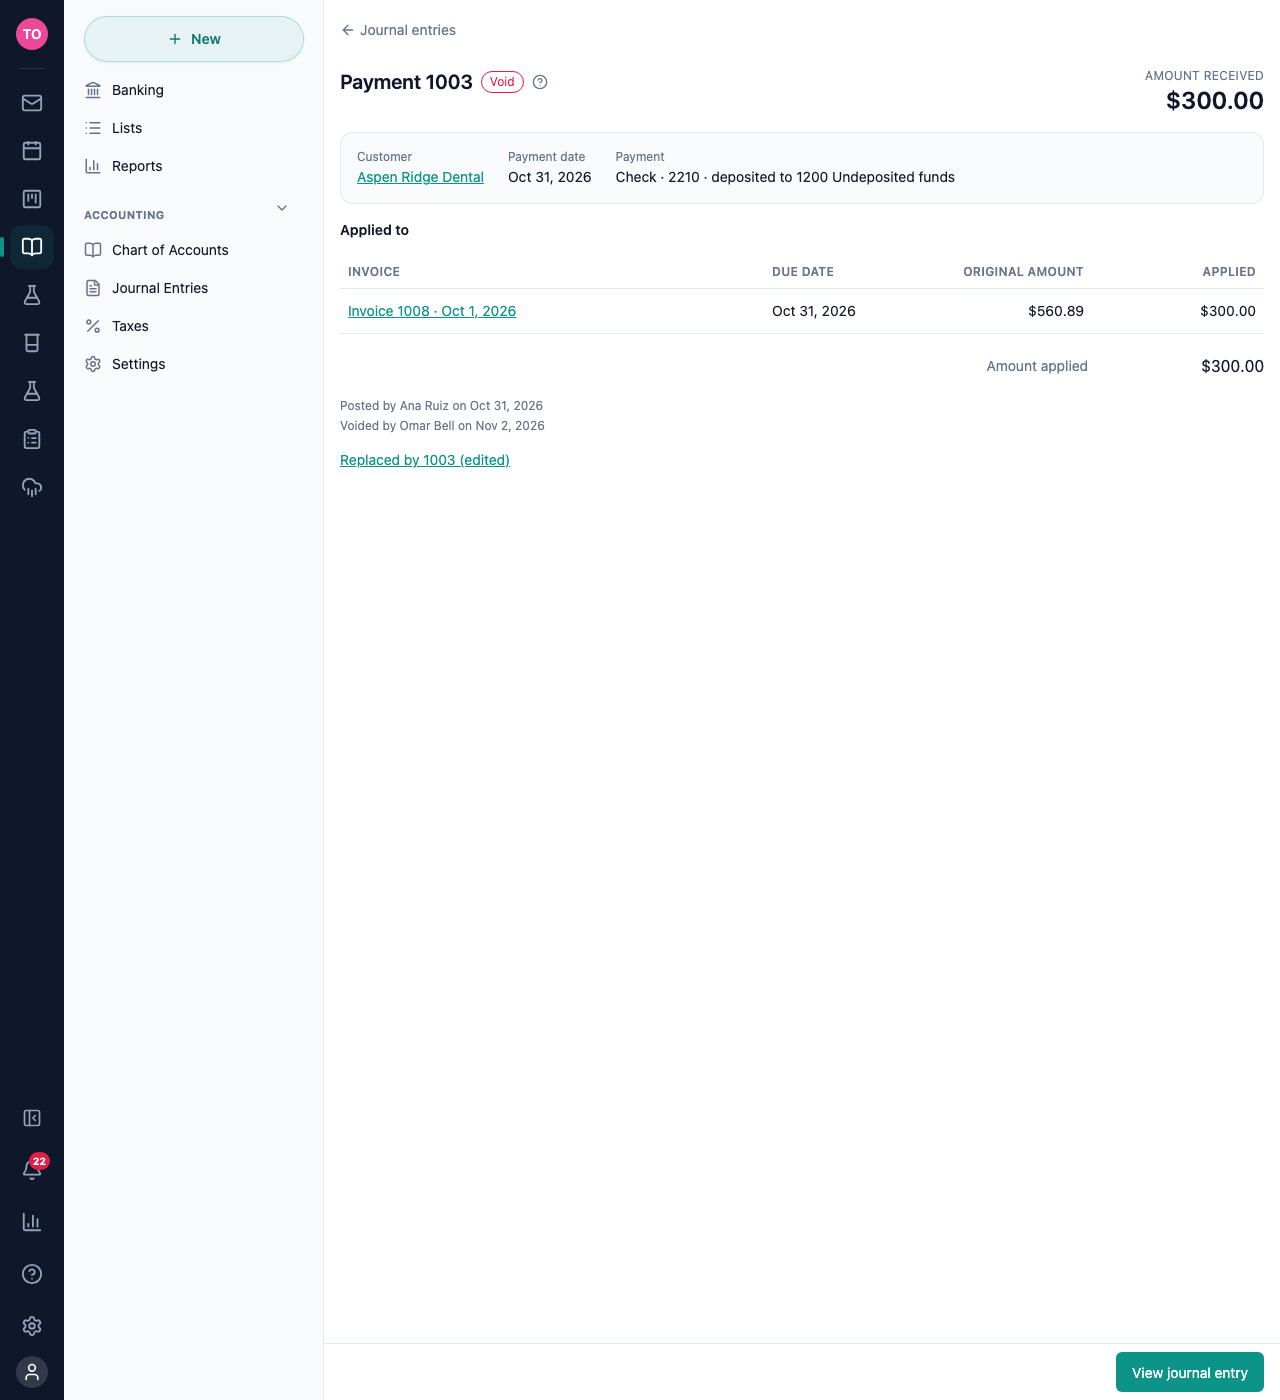 TO
New
Banking
Lists
Reports
ACCOUNTING
Chart of Accounts
Journal Entries
Taxes
Settings
22
Journal entries
Payment 1003 Void
AMOUNT RECEIVED
$300.00
Customer Payment date Payment
Aspen Ridge Dental Oct 31, 2026 Check · 2210 · deposited to 1200 Undeposited funds
Applied to
INVOICE DUE DATE ORIGINAL AMOUNT APPLIED
Invoice 1008 · Oct 1, 2026 Oct 31, 2026 $560.89 $300.00
Amount applied $300.00
Posted by Ana Ruiz on Oct 31, 2026
Voided by Omar Bell on Nov 2, 2026
Replaced by 1003 (edited)
View journal entry